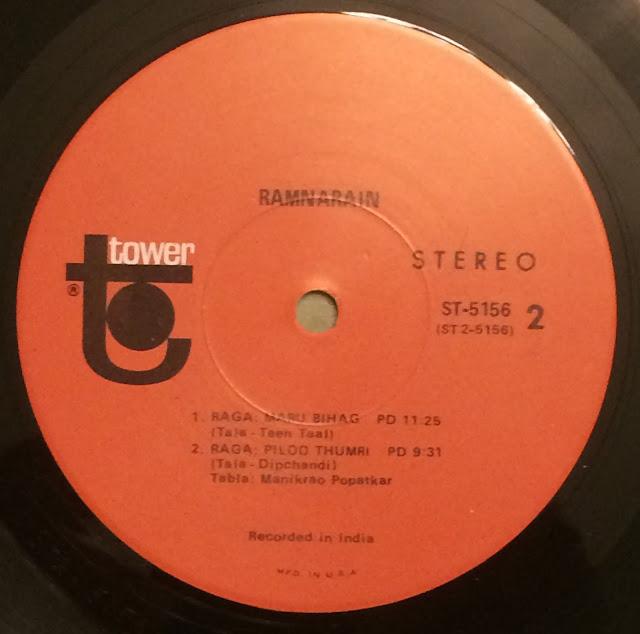 RAMNARAIN
tower
®
STEREO
ST-5156
(ST 2-5156)
2
1. RAGA: MARU BIHAG PD 11:25
(Tala - Teen Taal)
2. RAGA: PILOO THUMRI PD 9:31
(Tala - Dipchandi)
Tabla: Manikrao Popatkar
Recorded in India
MFD. IN U.S.A.